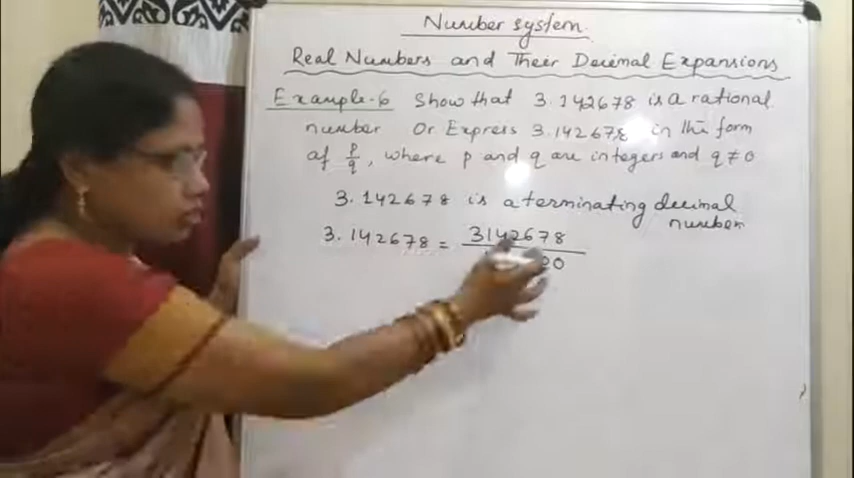 Number system
Real Numbers and Their Decimal Expansions
Example-6 Show that 3.142678 is a rational
number Or Express 3.142678 in the form
of p/q, where p and q are integers and q ≠ 0
3.142678 is a terminating decimal
number
3.142678 = 3142678